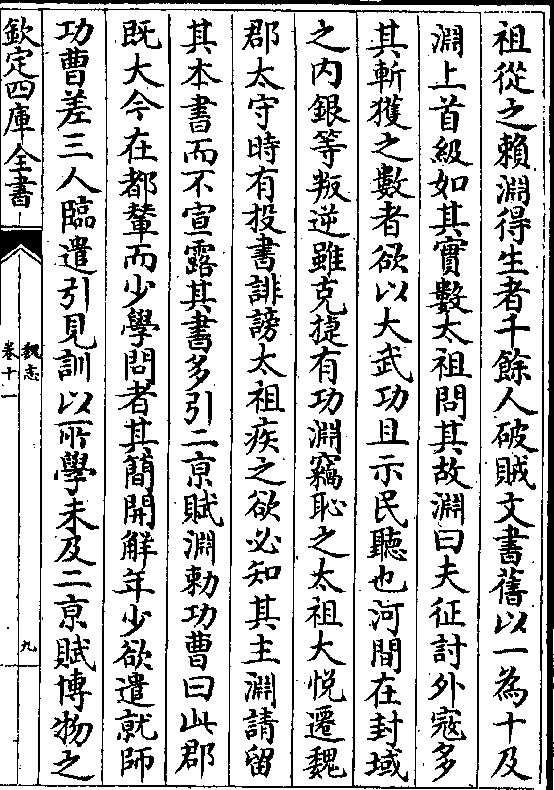 祖從之賴淵得生者千餘人破賊文書舊以一為十及
淵上首級如其實數太祖問其故淵曰夫征討外寇多
其斬獲之數者欲以大武功且示民聽也河間在封域
之内銀等叛逆雖克捷有功淵竊恥之太祖大悦遷魏
郡太守時有投書誹謗太祖疾之欲必知其主淵請留
其本書而不宣露其書多引二京賦淵勅功曹曰此郡
既大今在都輦而少學問者其簡開解年少欲遣就師
功曹差三人臨遣引見訓以所學未及二京賦博物之
欽定四庫全書
魏志
卷十一
九